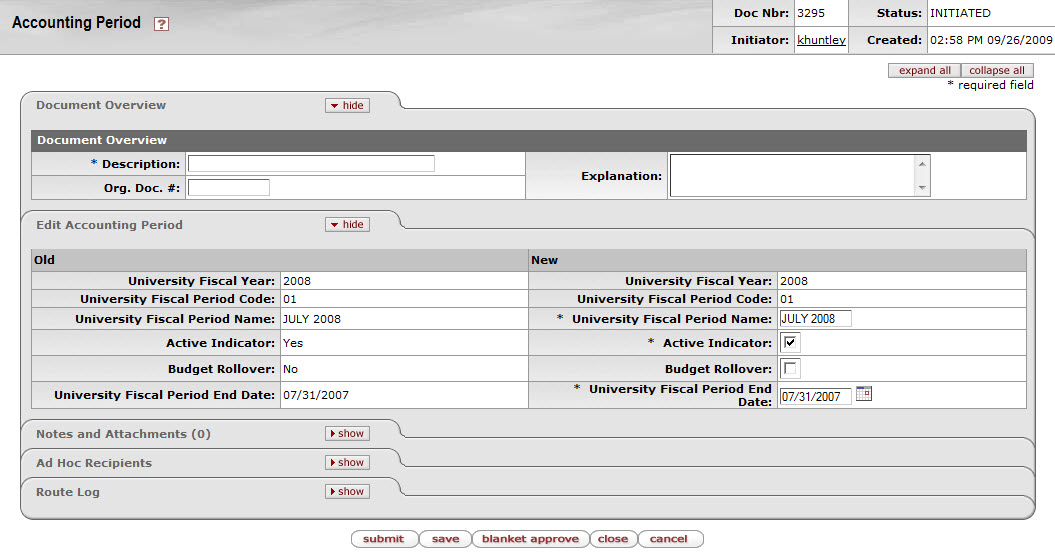 Accounting Period ?
Doc Nbr: 3295 Status: INITIATED
Initiator: khuntley Created: 02:58 PM 09/26/2009
expand all collapse all
* required field
Document Overview hide
Document Overview
* Description:
Org. Doc. #:
Explanation:
Edit Accounting Period hide
Old New
University Fiscal Year: 2008 University Fiscal Year: 2008
University Fiscal Period Code: 01 University Fiscal Period Code: 01
University Fiscal Period Name: JULY 2008 * University Fiscal Period Name: JULY 2008
Active Indicator: Yes * Active Indicator:
Budget Rollover: No Budget Rollover:
University Fiscal Period End Date: 07/31/2007 * University Fiscal Period End
Date: 07/31/2007
Notes and Attachments (0) show
Ad Hoc Recipients show
Route Log show
submit save blanket approve close cancel